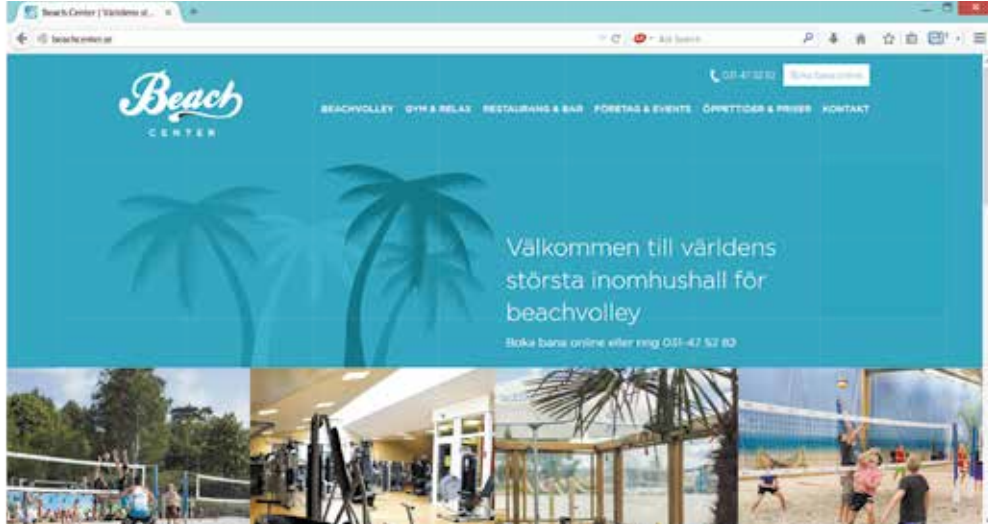 Beach Center | Världens st...
beachcenter.se
Ask Search
031-47 52 82
Boka bana online
Beach
CENTER
BEACHVOLLEY GYM & RELAX RESTAURANG & BAR FÖRETAG & EVENTS ÖPPETTIDER & PRISER KONTAKT
Välkommen till världens
största inomhushall för
beachvolley
Boka bana online eller ring 031-47 52 82